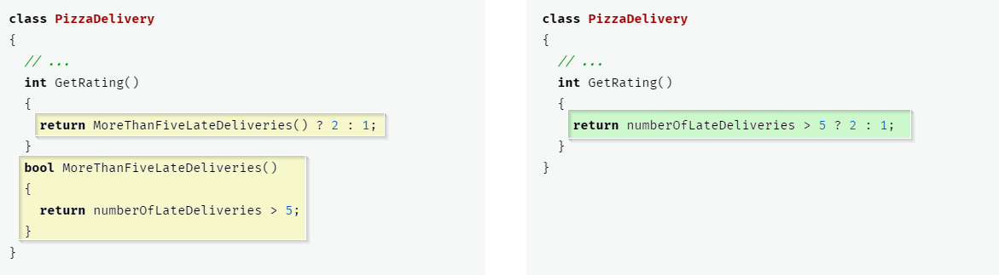 class PizzaDelivery
{
// ...
int GetRating()
{
return MoreThanFiveLateDeliveries() ? 2 : 1;
}
bool MoreThanFiveLateDeliveries()
{
return numberOfLateDeliveries > 5;
}
}
class PizzaDelivery
{
// ...
int GetRating()
{
return numberOfLateDeliveries > 5 ? 2 : 1;
}
}